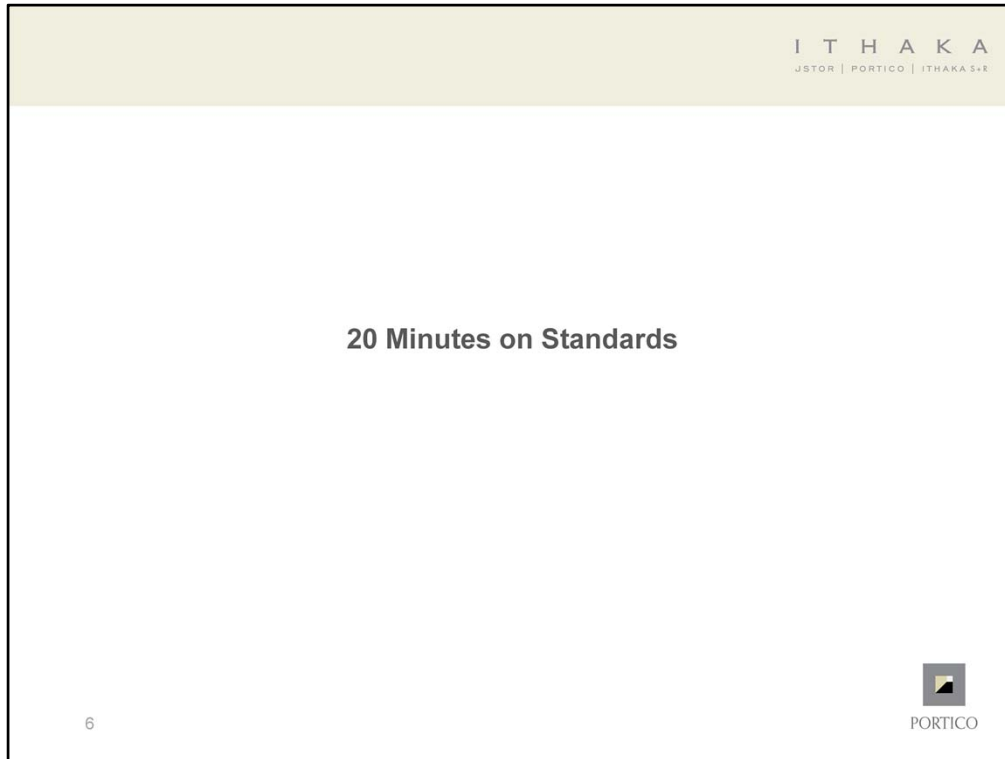 I T H A K A
JSTOR | PORTICO | ITHAKA S+R
20 Minutes on Standards
6
PORTICO